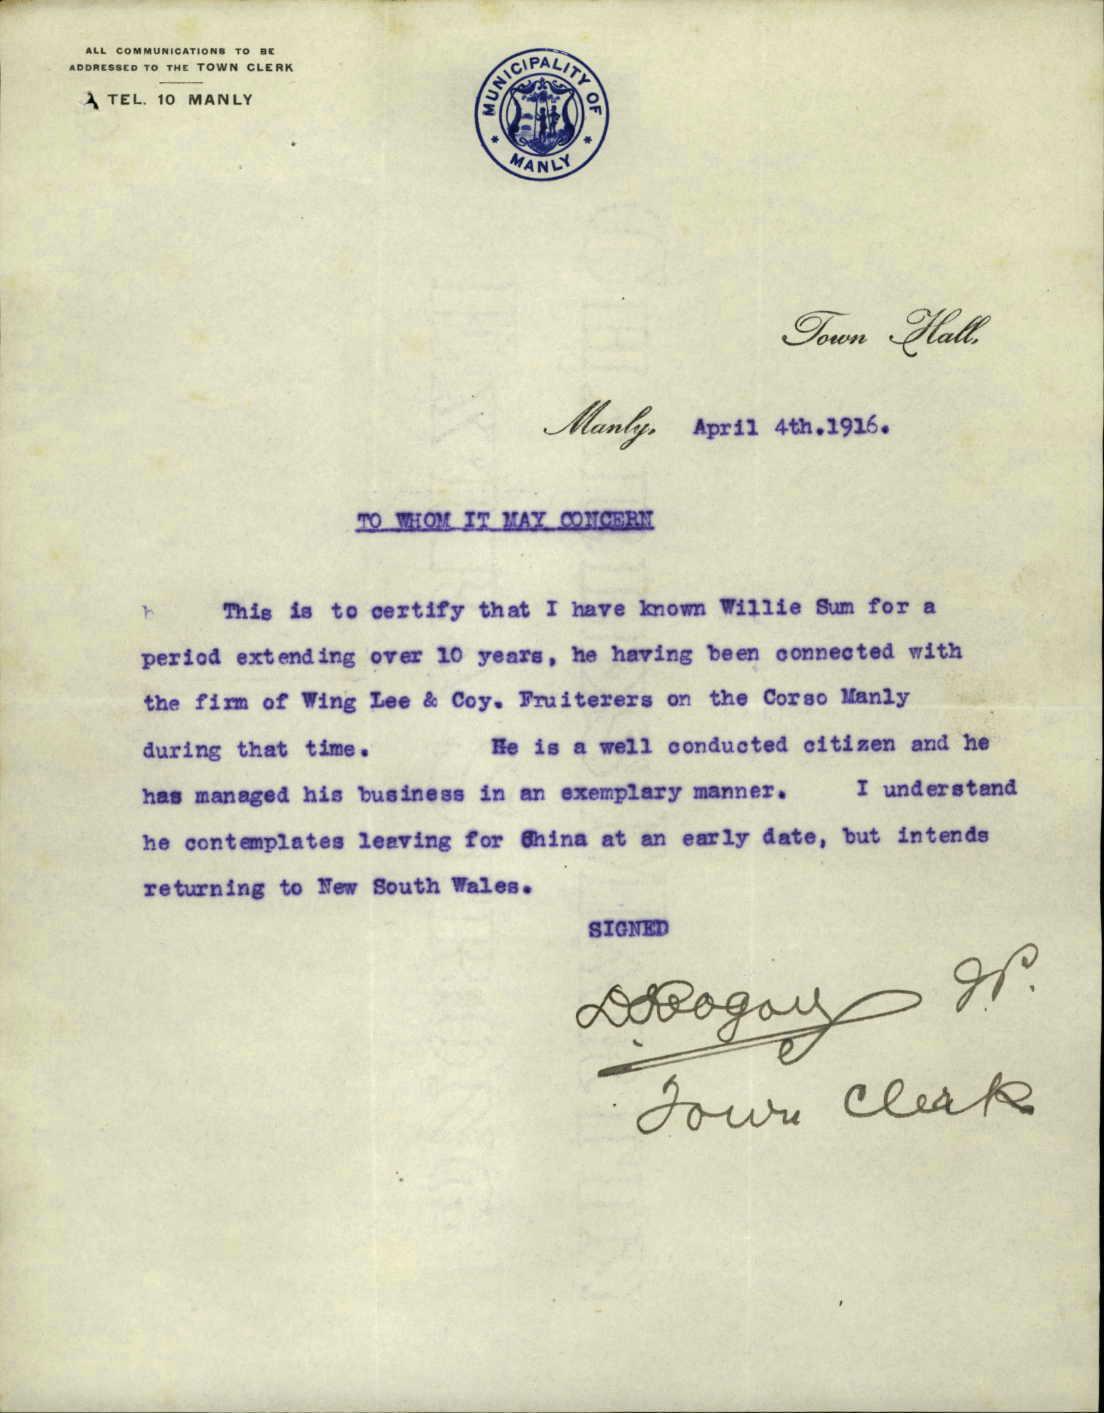 ALL COMMUNICATIONS TO BE
ADDRESSED TO THE TOWN CLERK
TEL. 10 MANLY
MUNICIPALITY OF
MANLY
Town Hall,
Manly, April 4th.1916.
TO WHOM IT MAY CONCERN
This is to certify that I have known Willie Sum for a
period extending over 10 years, he having been connected with
the firm of Wing Lee & Coy. Fruiterers on the Corso Manly
during that time. He is a well conducted citizen and he
has managed his business in an exemplary manner. I understand
he contemplates leaving for China at an early date, but intends
returning to New South Wales.
SIGNED
J.P.
Town Clerk